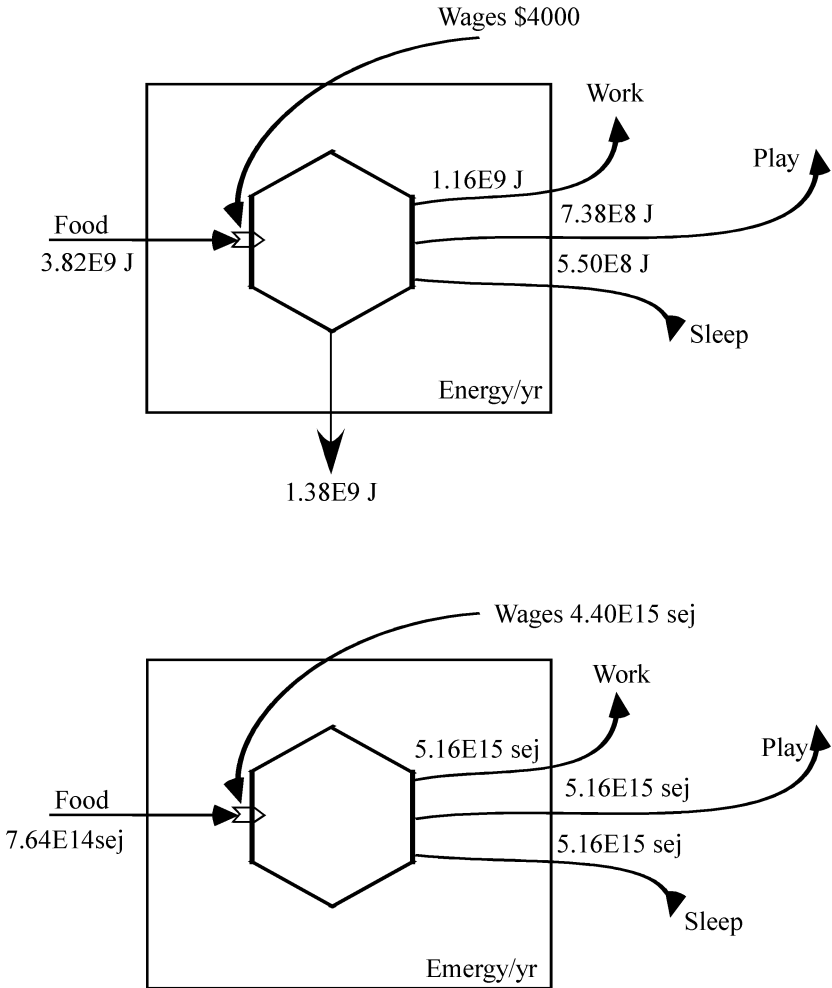 Wages $4000
Work
Play
1.16E9 J
7.38E8 J
Food
3.82E9 J
5.50E8 J
Sleep
Energy/yr
1.38E9 J
Wages 4.40E15 sej
Work
5.16E15 sej
Play
5.16E15 sej
Food
7.64E14sej
5.16E15 sej
Sleep
Emergy/yr